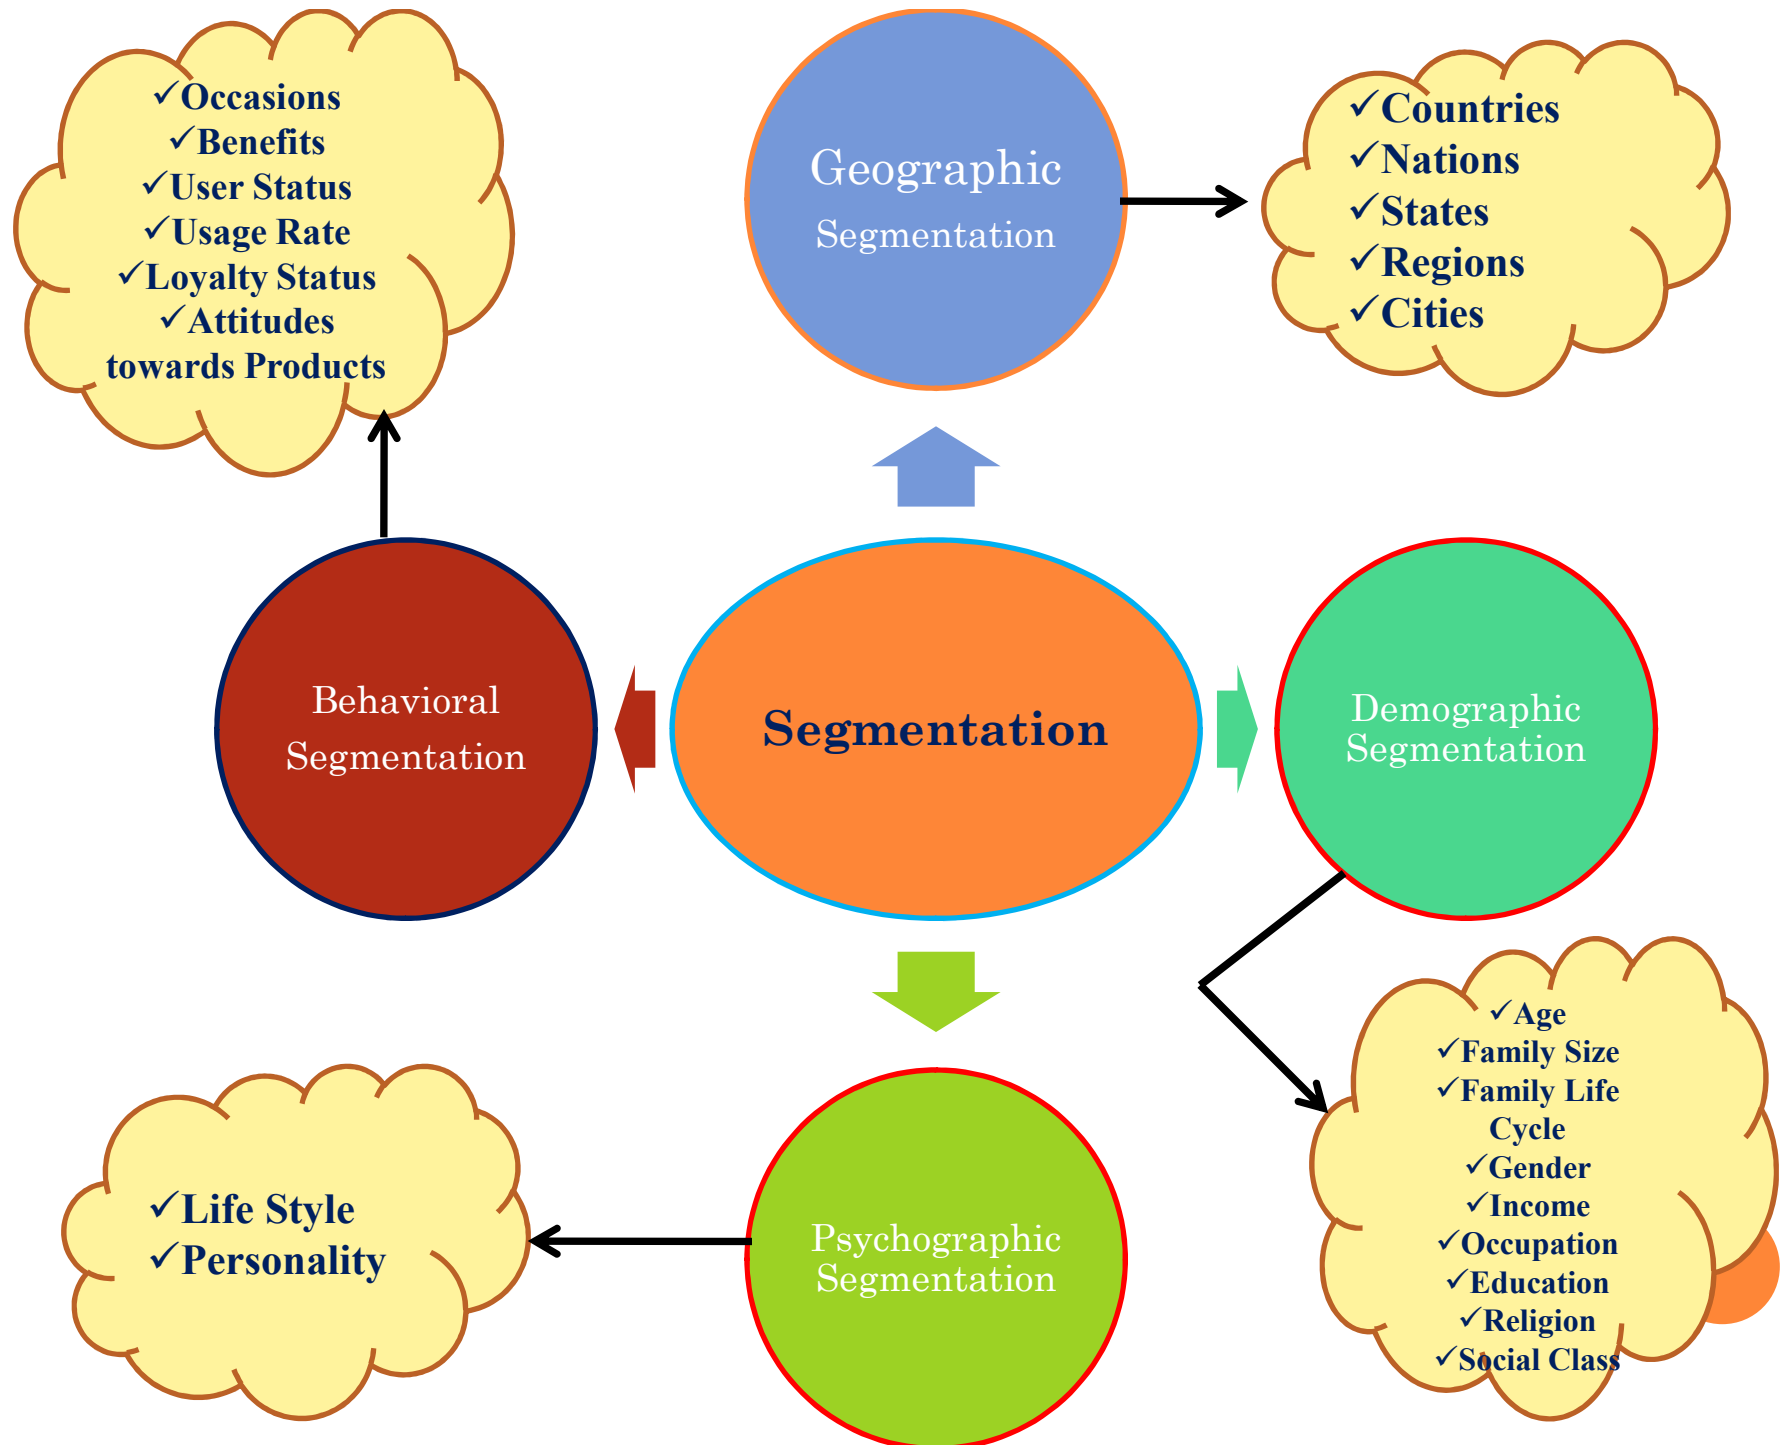 ✓Occasions
✓Benefits
✓User Status
✓Usage Rate
✓Loyalty Status
✓Attitudes
towards Products
Geographic
Segmentation
✓Countries
✓Nations
✓States
✓Regions
✓Cities
Behavioral
Segmentation
Segmentation
Demographic
Segmentation
✓Life Style
✓Personality
Psychographic
Segmentation
✓Age
✓Family Size
✓Family Life
Cycle
✓Gender
✓Income
✓Occupation
✓Education
✓Religion
✓Social Class